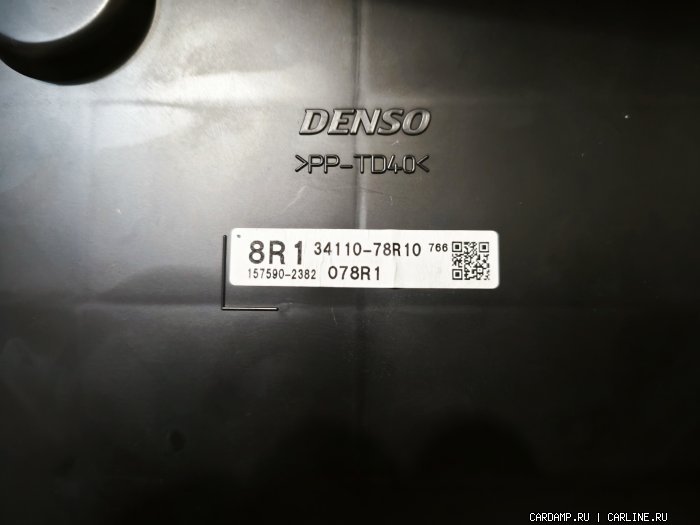 DENSO
>PP-TD40<
8R1 34110-78R10 766
157590-2382 078R1
CARDAMP.RU | CARLINE.RU